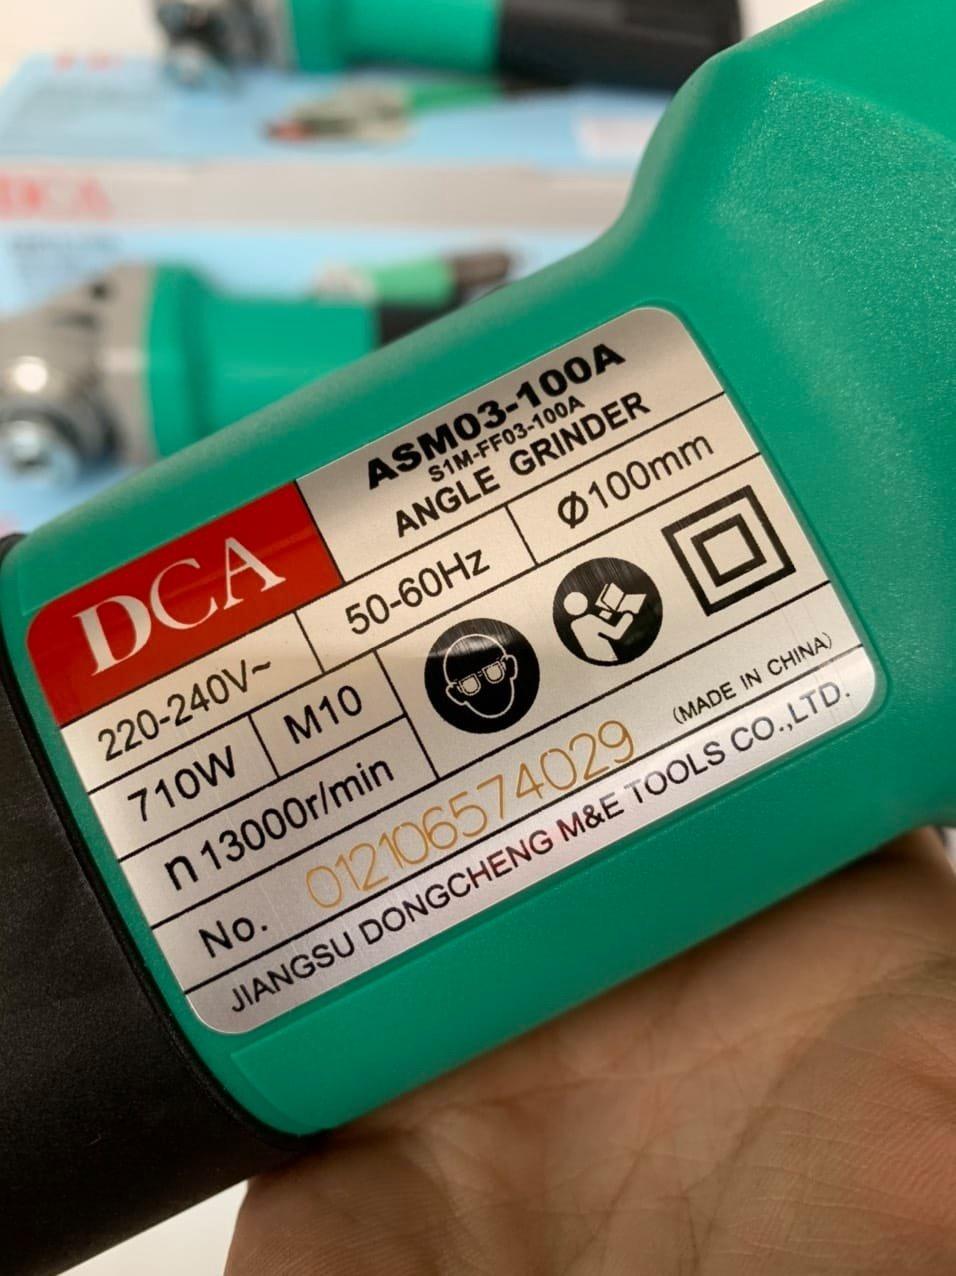 DCA
ASM03-100A
S1M-FF03-100A
ANGLE GRINDER
DCA
220-240V~
50-60Hz
Ø100mm
710W
M10
n 13000r/min
No. 012106574029
(MADE IN CHINA)
JIANGSU DONGCHENG M&E TOOLS CO.,LTD.